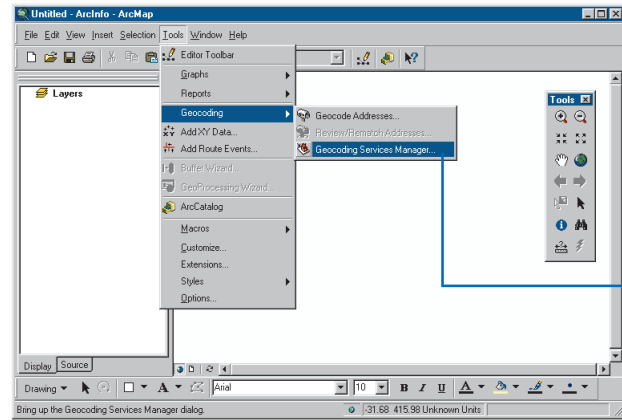 Untitled - ArcInfo - ArcMap
File Edit View Insert Selection Tools Window Help
Editor Toolbar
Graphs
Reports
Geocoding
Add XY Data...
Add Route Events...
Buffer Wizard...
GeoProcessing Wizard...
ArcCatalog
Macros
Customize...
Extensions...
Styles
Options...
Geocode Addresses...
Review/Rematch Addresses...
Geocoding Services Manager...
Layers
Tools
Display Source
Drawing A Arial 10 B I U A
Bring up the Geocoding Services Manager dialog. -31.68 415.98 Unknown Units